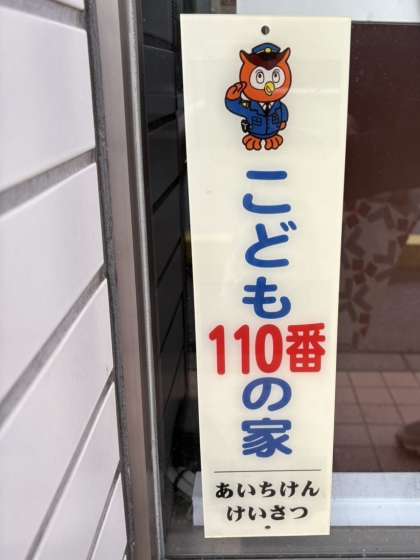 こども
110番
の家
あいちけん
けいさつ